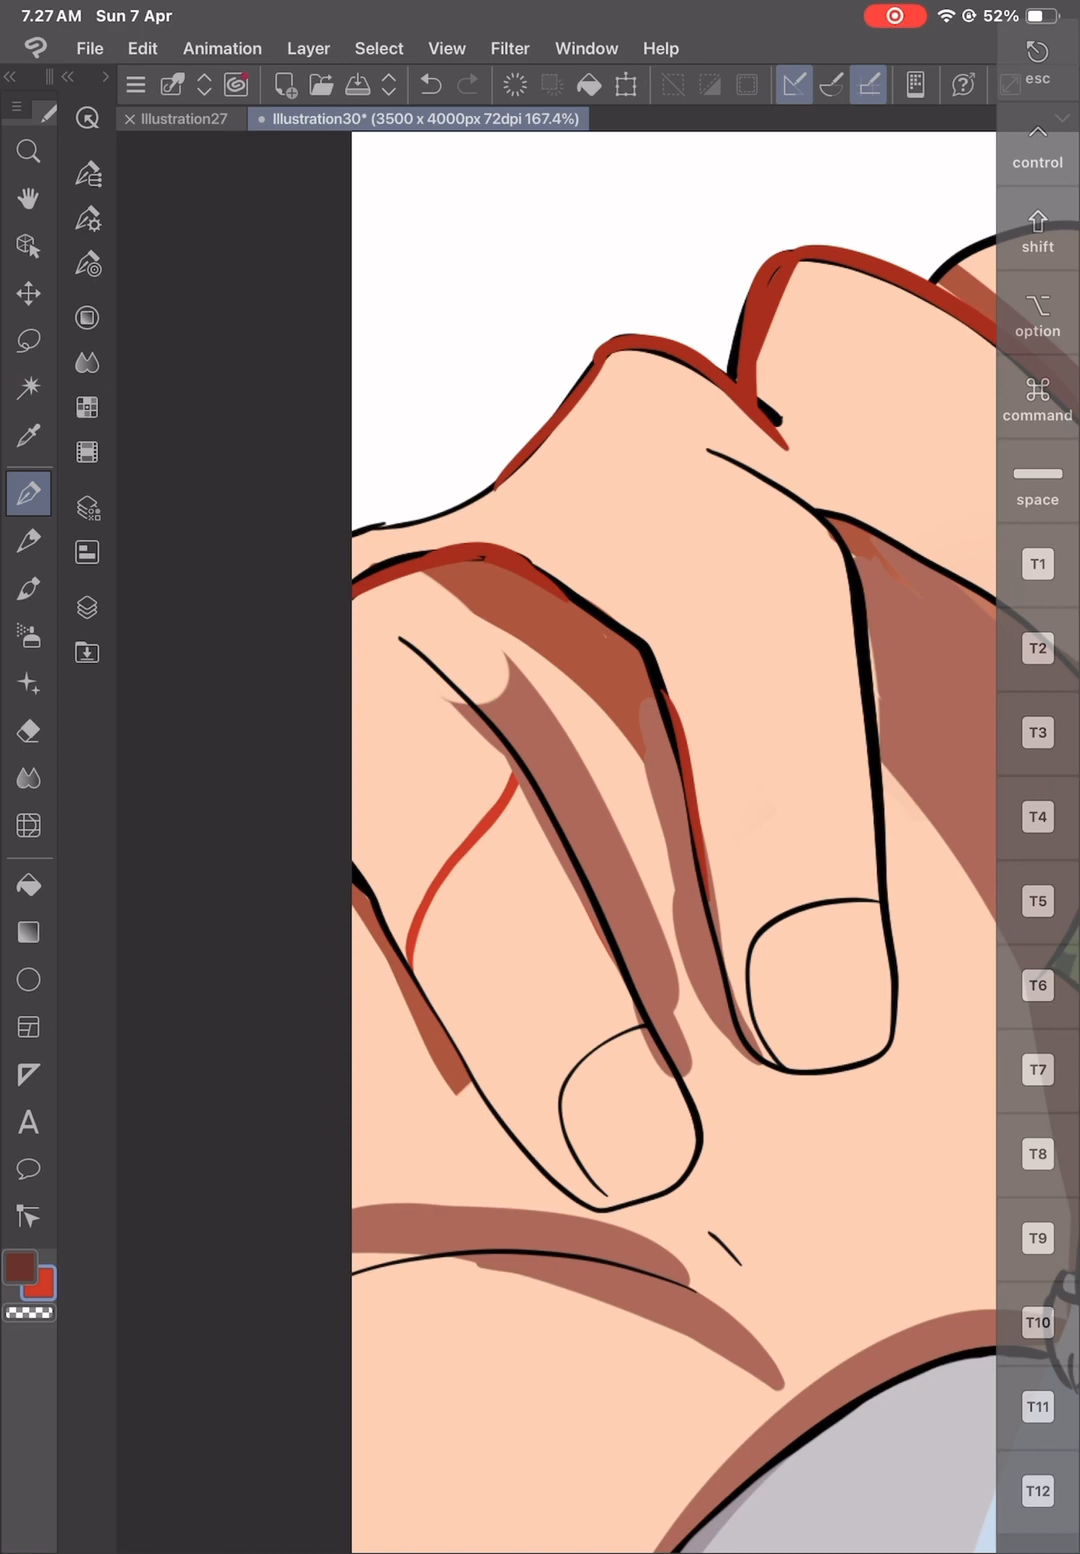 7.27 AM Sun 7 Apr
52%
File Edit Animation Layer Select View Filter Window Help
esc
Illustration27
Illustration30* (3500 x 4000px 72dpi 167.4%)
control
shift
option
command
space
T1
T2
T3
T4
T5
T6
T7
T8
T9
T10
T11
T12
A